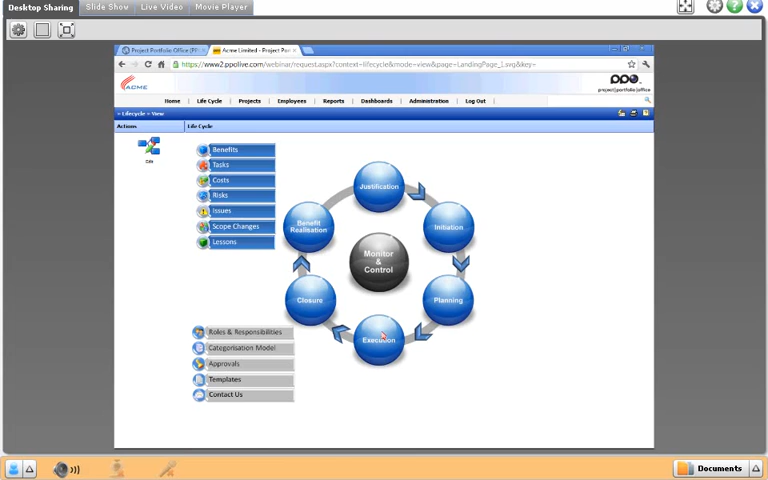 Desktop Sharing Slide Show Live Video Movie Player
Project Portfolio Office (PP Acme Limited - Project Por
https://www2.ppolive.com/webinar/request.aspx?context=lifecycle&mode=view&page=LandingPage_1.svg&key=
ACME
ppo
project|portfolio|office
Home | Life Cycle | Projects | Employees | Reports | Dashboards | Administration | Log Out
» Lifecycle » View
Actions Life Cycle
Benefits
Tasks
Costs
Risks
Issues
Scope Changes
Lessons
Justification
Benefit
Realisation
Initiation
Monitor
&
Control
Closure
Planning
Execution
Roles & Responsibilities
Categorisation Model
Approvals
Templates
Contact Us
Documents